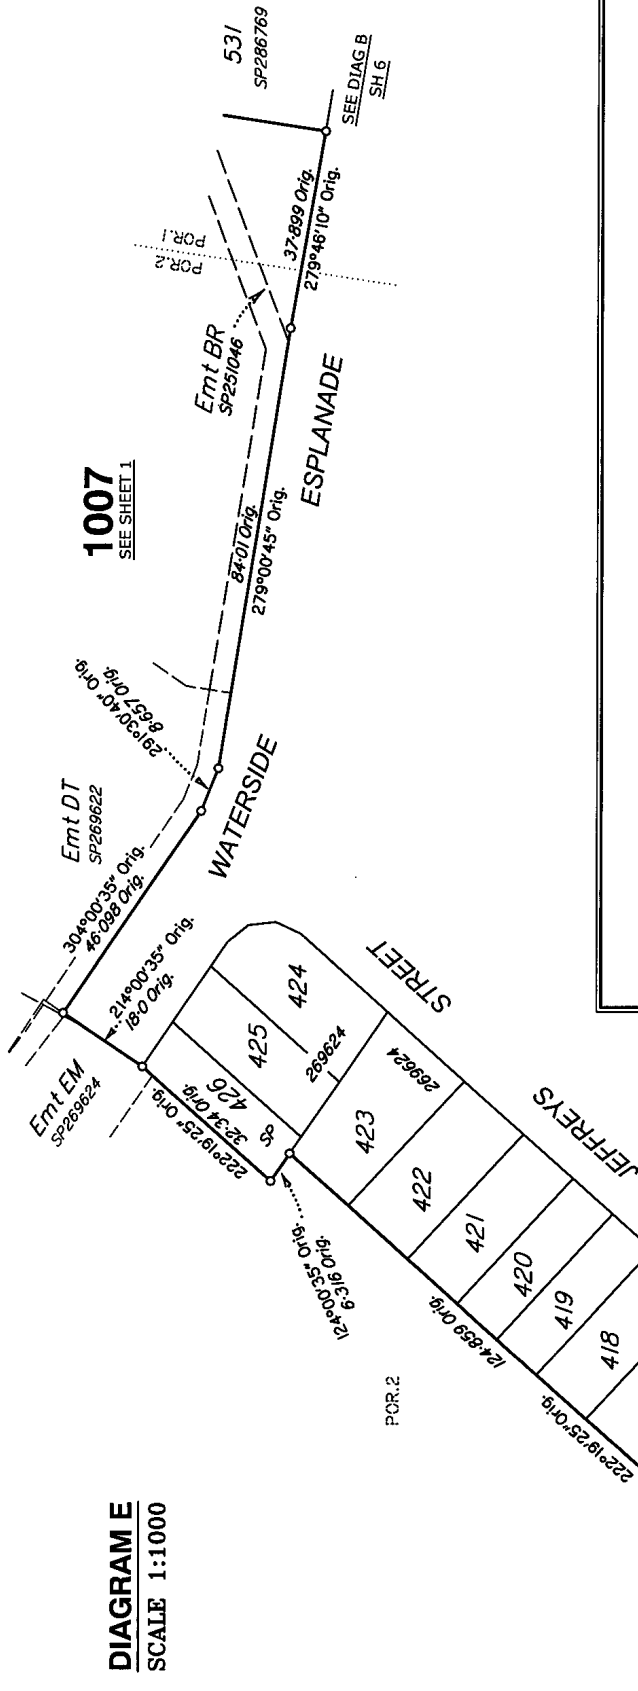 DIAGRAM E
SCALE 1:1000
1007
SEE SHEET 1
531
SP286769
SEE DIAG B
SH 6
POR.1
POR.2
37·899 Orig.
279°46'10" Orig.
Emt BR
SP251046
ESPLANADE
84·01 Orig.
279°00'45" Orig.
291°30'40" Orig.
8·657 Orig.
WATERSIDE
Emt DT
SP269622
304°00'35" Orig.
46·098 Orig.
214°00'35" Orig.
18·0 Orig.
Emt EM
SP269624
222°19'25" Orig.
32·34 Orig.
426
425
424
SP
269624
STREET
124°00'35" Orig.
6·316 Orig.
423
269624
422
421
420
419
418
JEFFREYS
124·859 Orig.
222°19'25" Orig.
POR.2